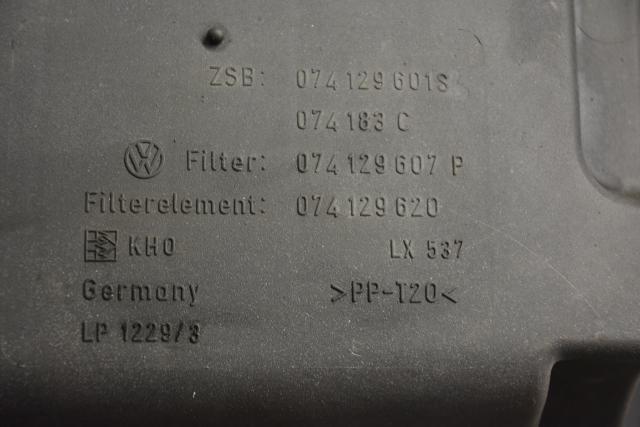 ZSB: 074 129 601S
074 183 C
Filter: 074 129 607 P
Filterelement: 074 129 620
KHO LX 537
Germany >PP-T20<
LP 1229/3